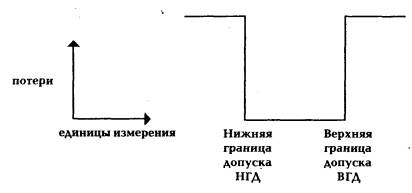 потери
единицы измерения
Нижняя
граница
допуска
НГД
Верхняя
граница
допуска
ВГД